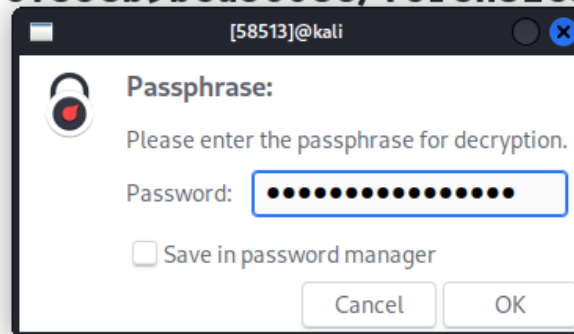 [58513]@kali
Passphrase:
Please enter the passphrase for decryption.
Password: ••••••••••••••••
Save in password manager
Cancel OK